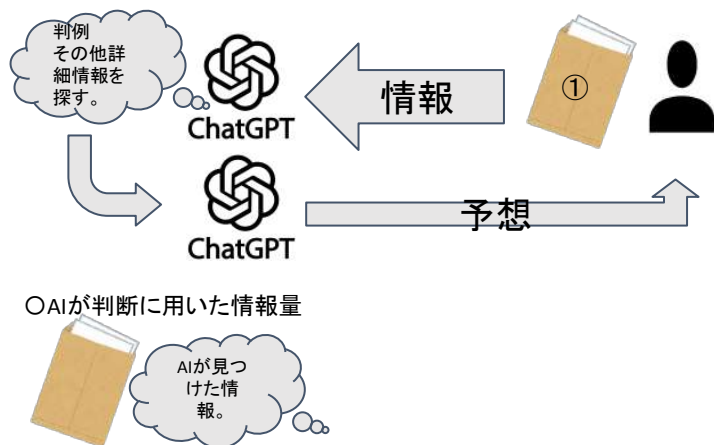 判例
その他詳
細情報を
探す。
ChatGPT
情報
①
ChatGPT
予想
〇AIが判断に用いた情報量
AIが見つ
けた情
報。